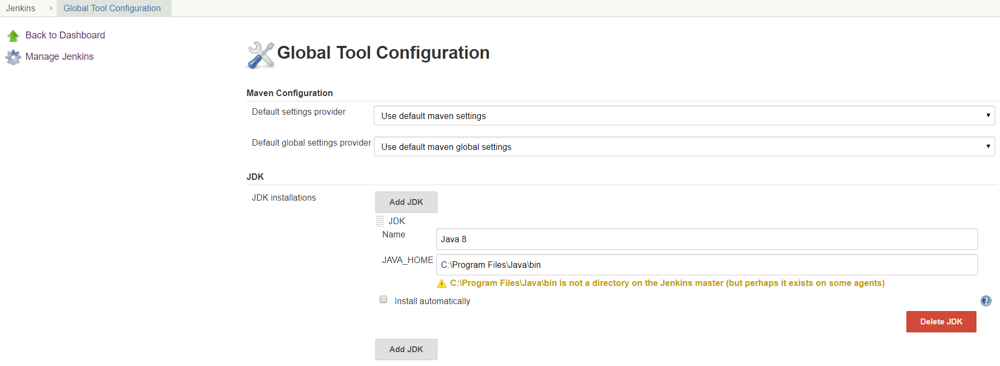 Jenkins
Global Tool Configuration
Back to Dashboard
Manage Jenkins
Global Tool Configuration
Maven Configuration
Default settings provider
Use default maven settings
Default global settings provider
Use default maven global settings
JDK
JDK installations
Add JDK
JDK
Name
Java 8
JAVA_HOME
C:\Program Files\Java\bin
C:\Program Files\Java\bin is not a directory on the Jenkins master (but perhaps it exists on some agents)
Install automatically
?
Delete JDK
Add JDK